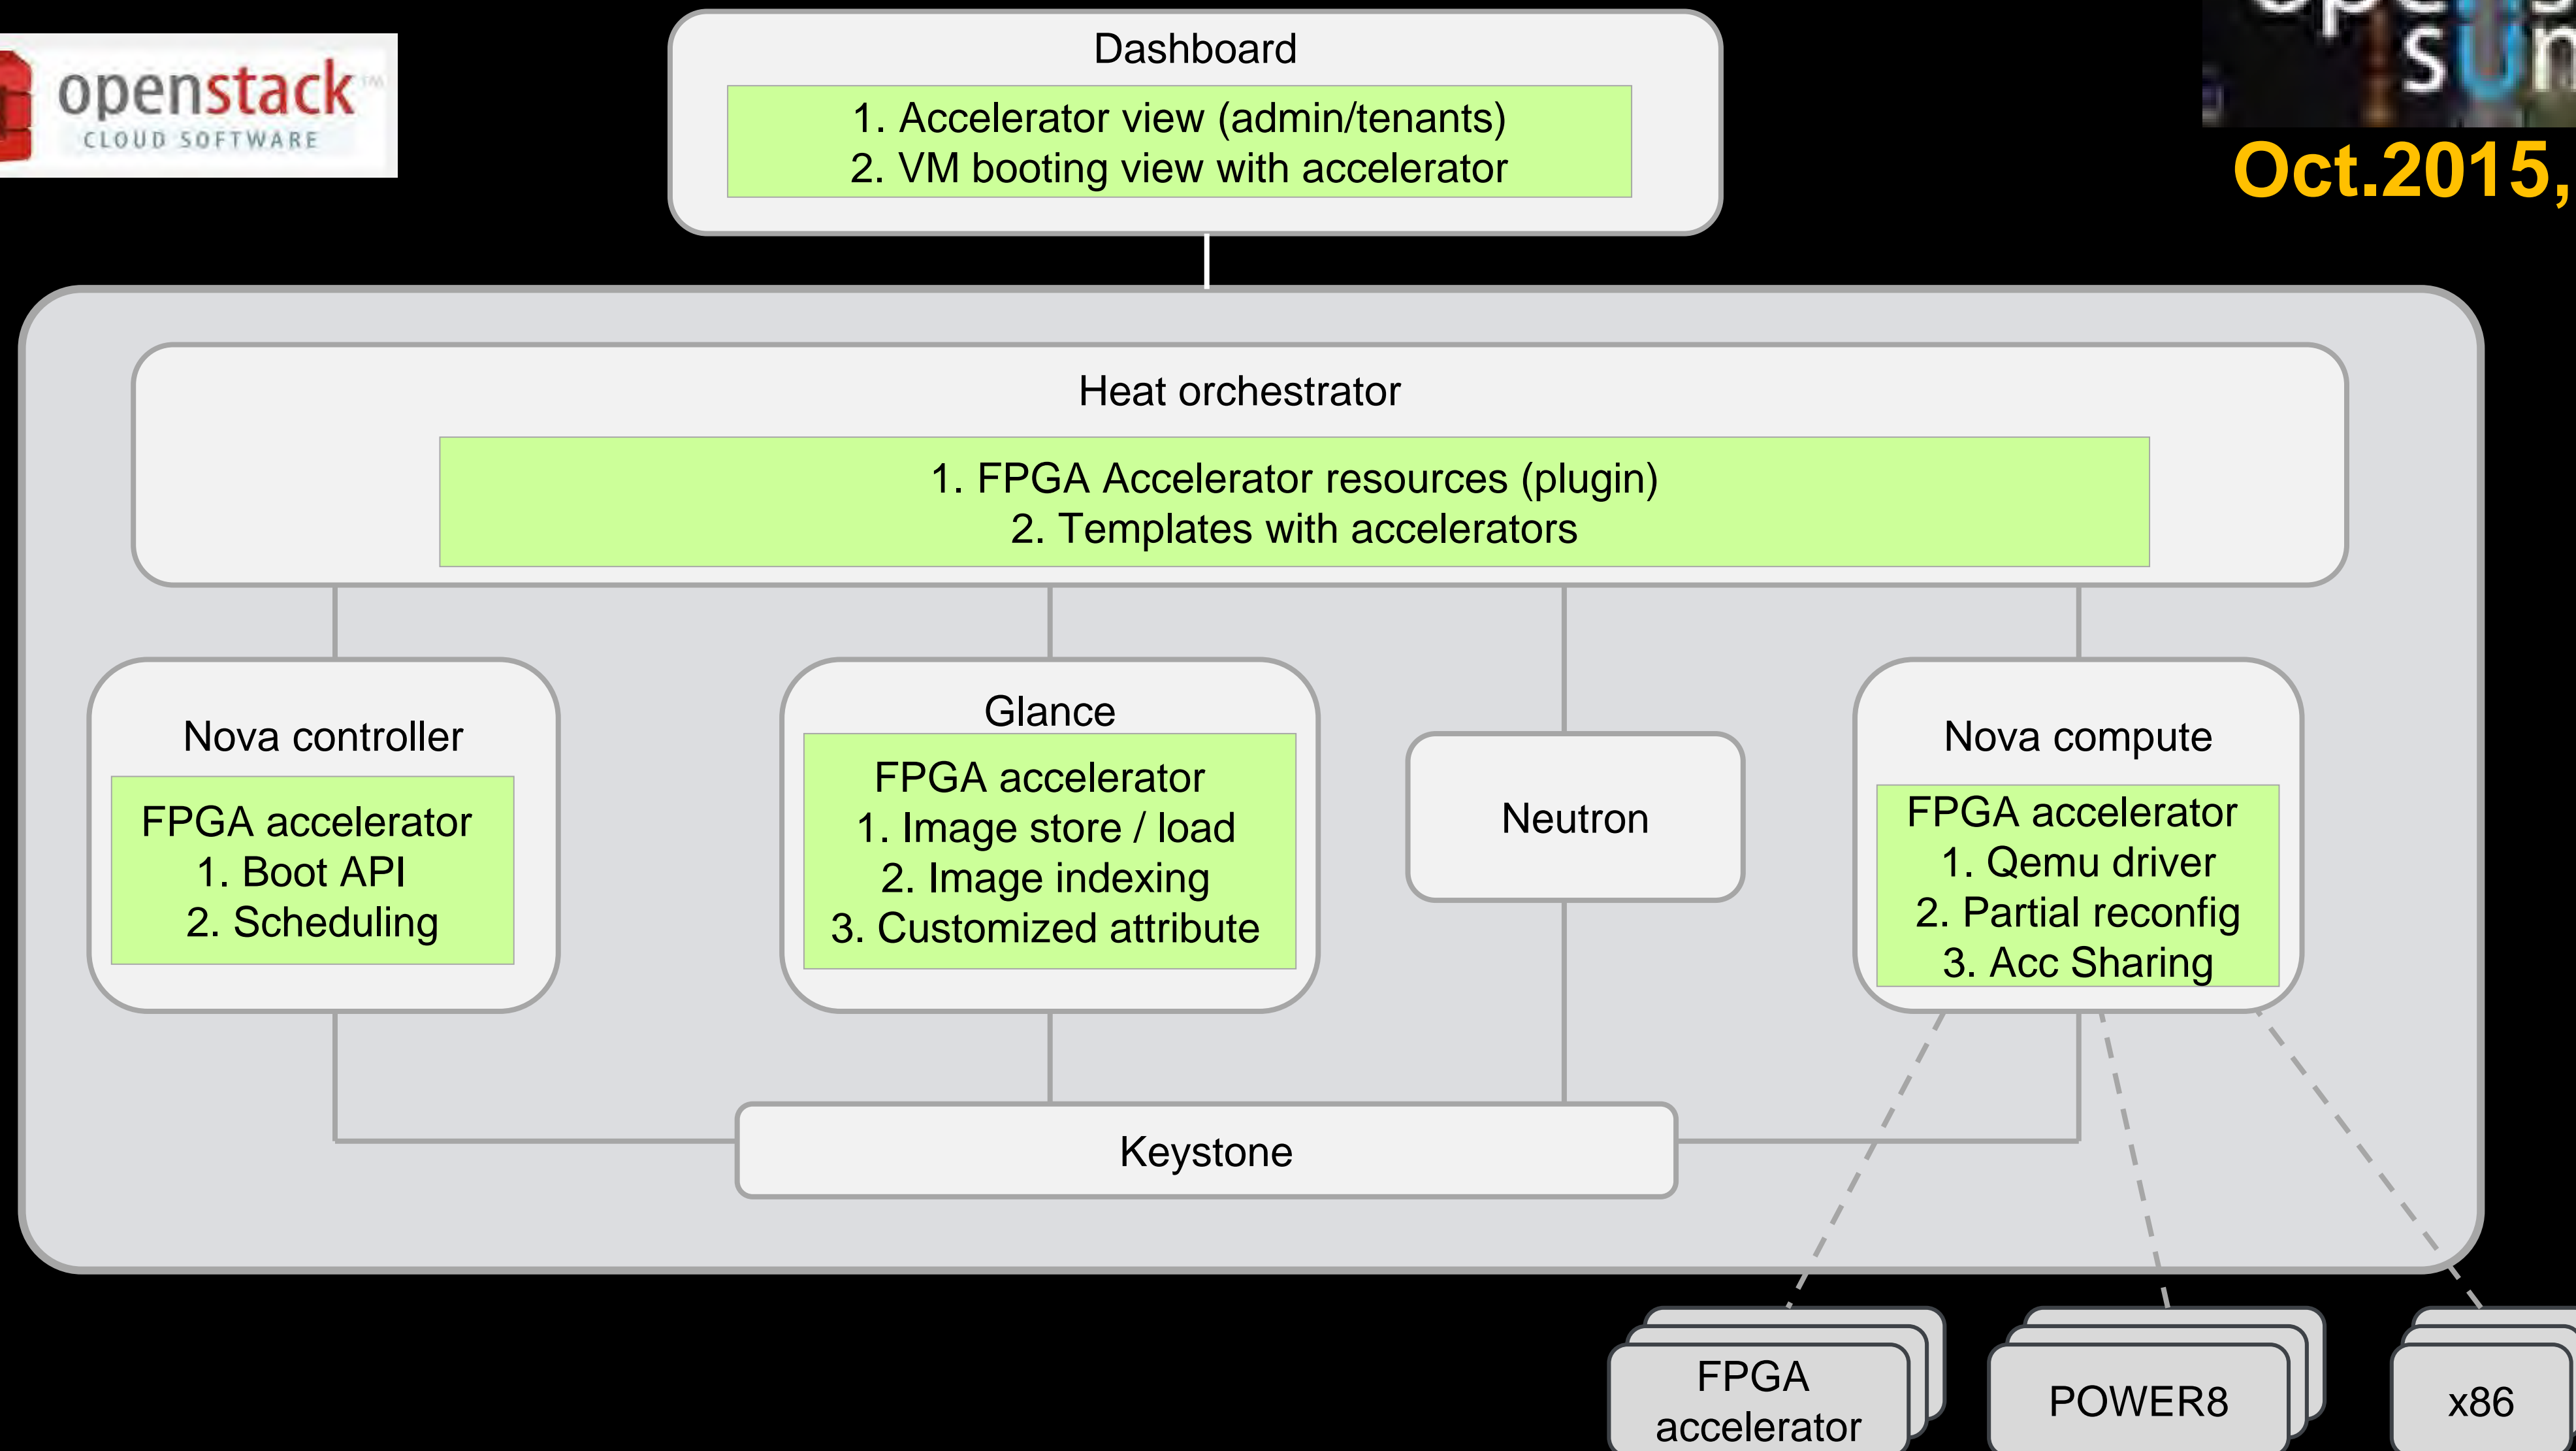 openstack™
CLOUD SOFTWARE
Dashboard
1. Accelerator view (admin/tenants)
2. VM booting view with accelerator
Oct.2015,
Heat orchestrator
1. FPGA Accelerator resources (plugin)
2. Templates with accelerators
Nova controller
FPGA accelerator
1. Boot API
2. Scheduling
Glance
FPGA accelerator
1. Image store / load
2. Image indexing
3. Customized attribute
Neutron
Nova compute
FPGA accelerator
1. Qemu driver
2. Partial reconfig
3. Acc Sharing
Keystone
FPGA
accelerator
POWER8
x86